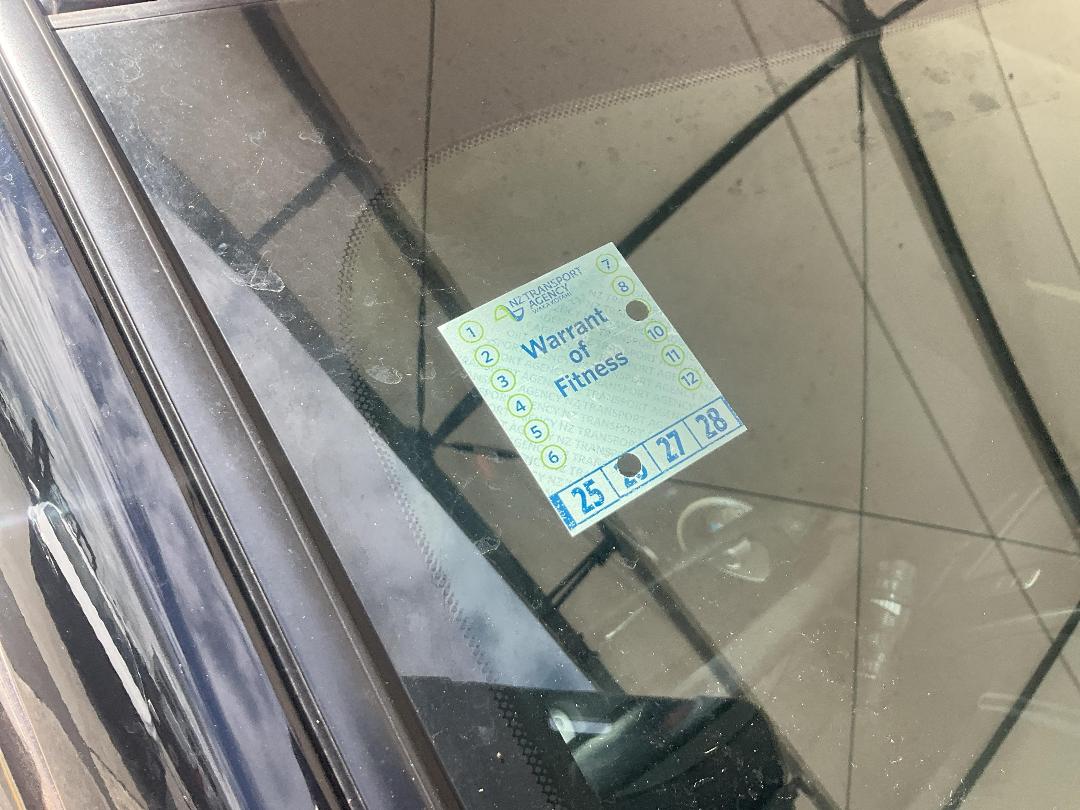 NZ TRANSPORT
AGENCY
WAKA KOTAHI
Warrant
of
Fitness
1
2
3
4
5
6
7
8
10
11
12
25 27 28